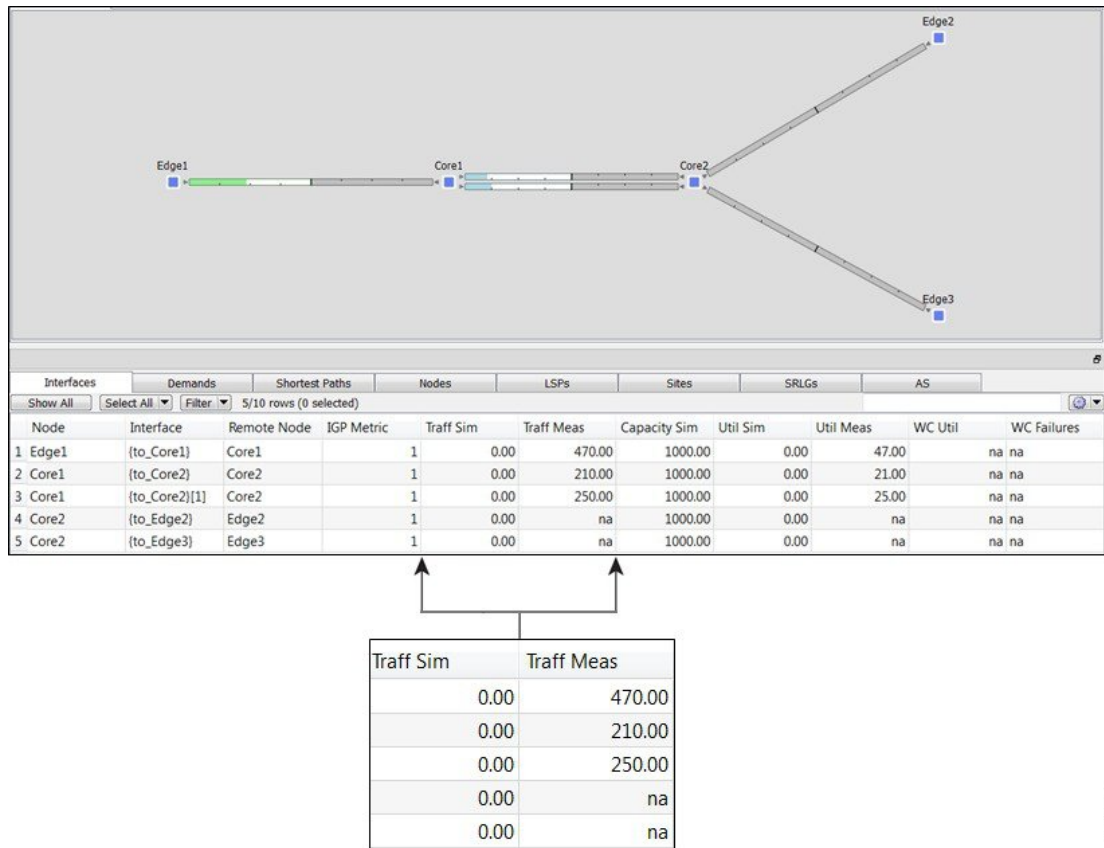 Edge2
Edge1 Core1 Core2
Edge3
Interfaces Demands Shortest Paths Nodes LSPs Sites SRLGs AS
Show All Select All Filter 5/10 rows (0 selected)
Node Interface Remote Node IGP Metric Traff Sim Traff Meas Capacity Sim Util Sim Util Meas WC Util WC Failures
1 Edge1 {to_Core1} Core1 1 0.00 470.00 1000.00 0.00 47.00 na na
2 Core1 {to_Core2} Core2 1 0.00 210.00 1000.00 0.00 21.00 na na
3 Core1 {to_Core2}[1] Core2 1 0.00 250.00 1000.00 0.00 25.00 na na
4 Core2 {to_Edge2} Edge2 1 0.00 na 1000.00 0.00 na na na
5 Core2 {to_Edge3} Edge3 1 0.00 na 1000.00 0.00 na na na
Traff Sim Traff Meas
0.00 470.00
0.00 210.00
0.00 250.00
0.00 na
0.00 na